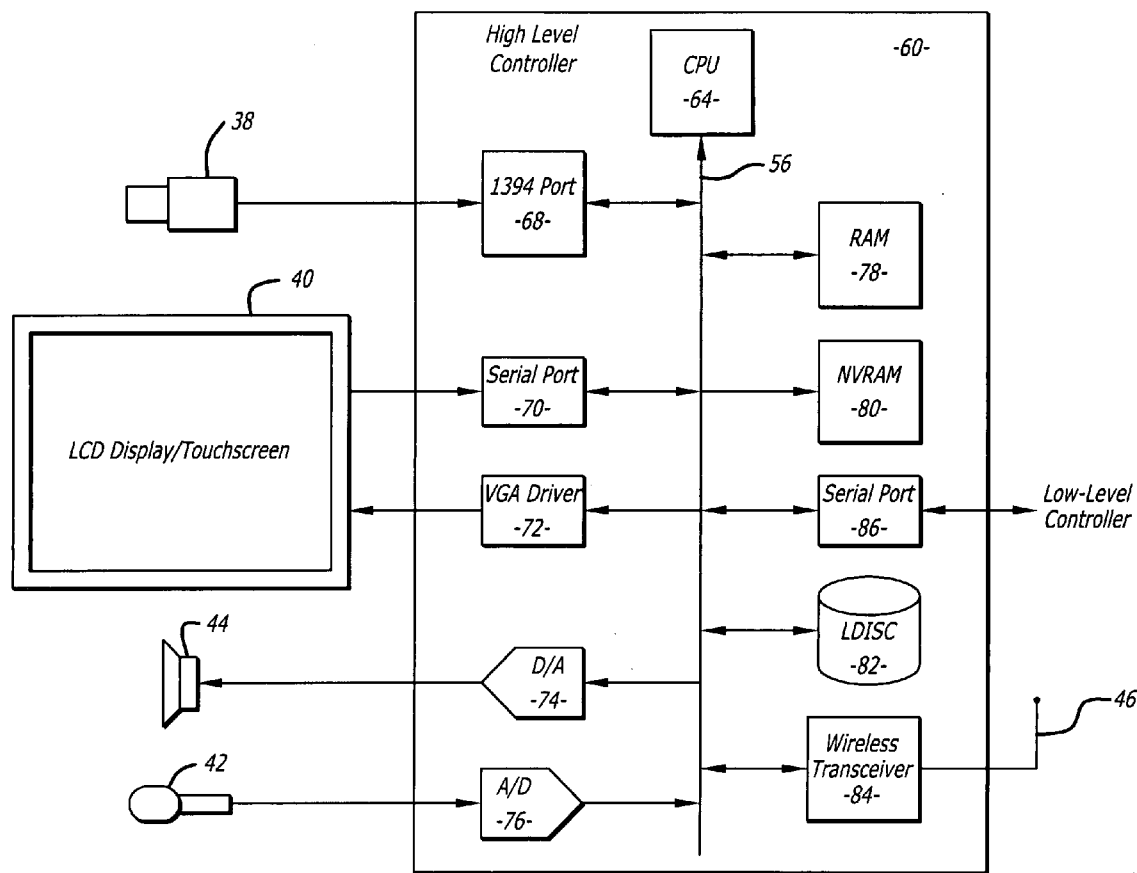 High Level
Controller
-60-
CPU
-64-
38
56
1394 Port
-68-
RAM
-78-
40
LCD Display/Touchscreen
Serial Port
-70-
NVRAM
-80-
VGA Driver
-72-
Serial Port
-86-
Low-Level
Controller
44
D/A
-74-
LDISC
-82-
46
42
A/D
-76-
Wireless
Transceiver
-84-